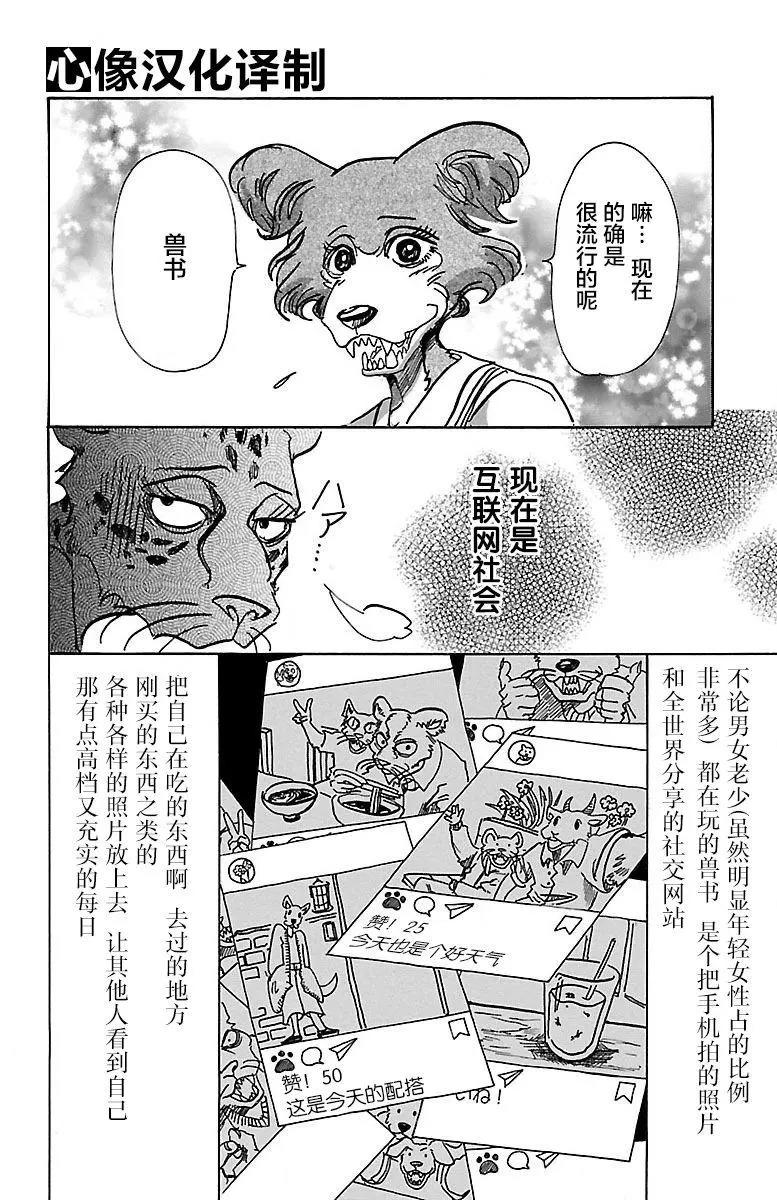 心像汉化译制
嘛… 现在
的确是
很流行的呢
兽书
现在是
互联网社会
ハァ…
不论男女老少(虽然明显年轻女性占的比例
非常多) 都在玩的兽书 是个把手机拍的照片
和全世界分享的社交网站
赞! 25
今天也是个好天气
赞! 50
这是今天的配搭
いね!
把自己在吃的东西啊 去过的地方
刚买的东西之类的
各种各样的照片放上去 让其他人看到自己
那有点高档又充实的每日